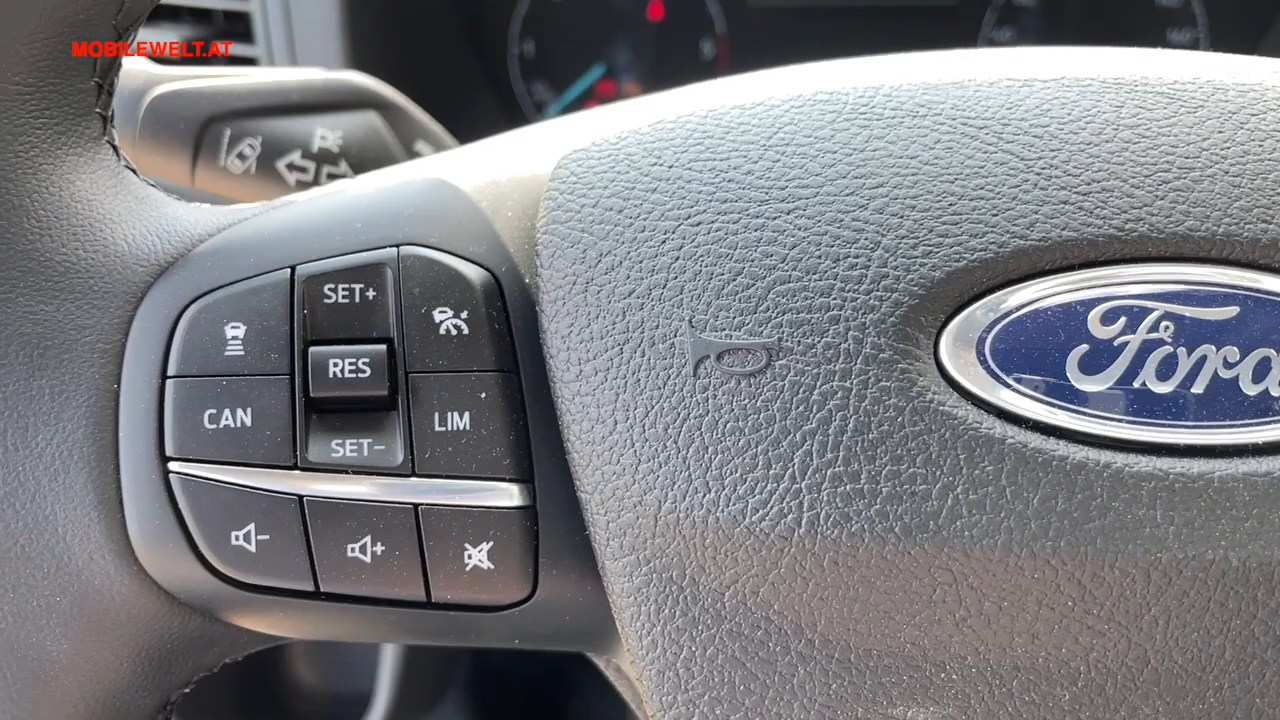 MOBILEWELT.AT
SET+
RES
CAN
LIM
SET-
Ford